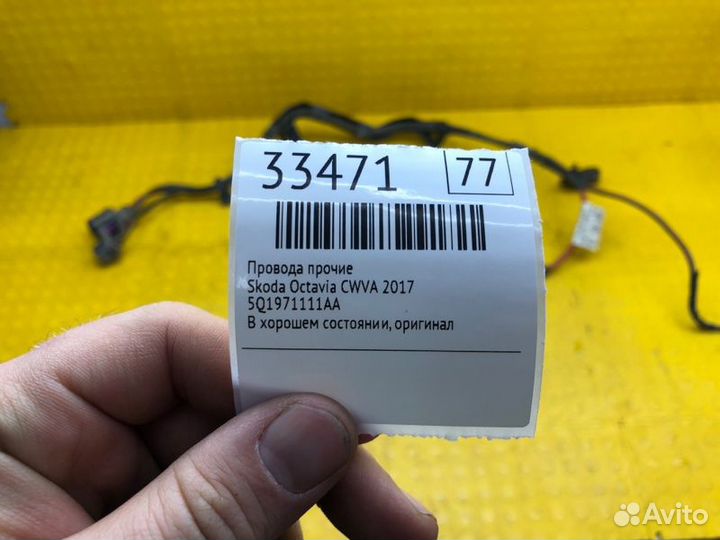 33471 77
Провода прочие
Skoda Octavia CWVA 2017
5Q1971111AA
В хорошем состоянии, оригинал
Avito